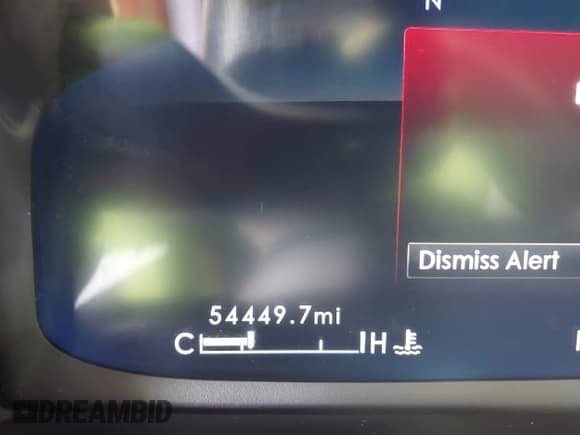 N
Dismiss Alert
54449.7mi
C H
DREAMBID